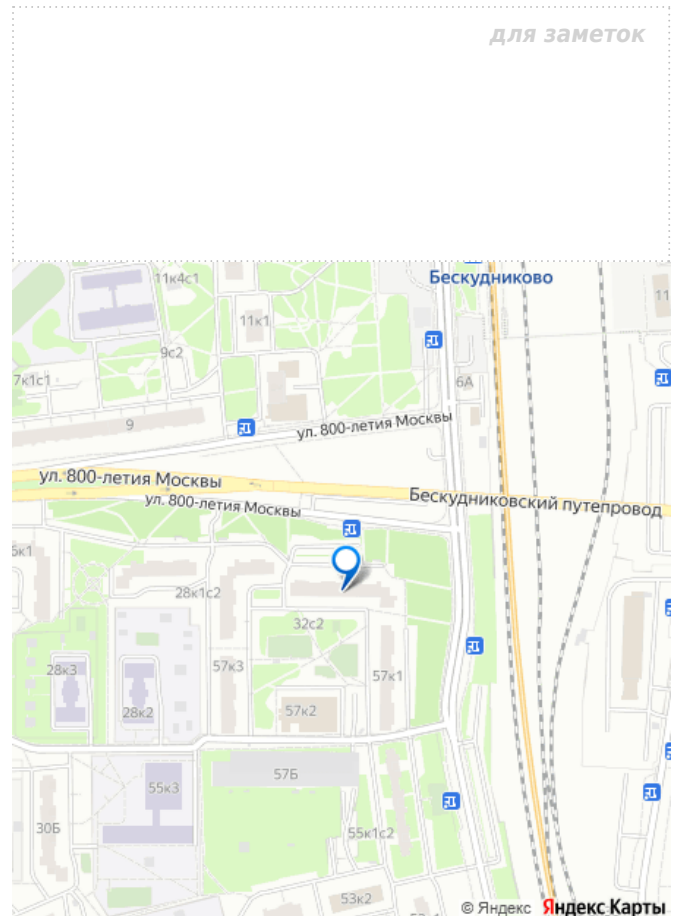 для заметок
Бескудниково
11к4с1
11
11к1
9с2
7к1с1
6А
9
ул. 800-летия Москвы
ул. 800-летия Москвы
ул. 800-летия Москвы
Бескудниковский путепровод
6к1
28к1с2
32с2
28к3
57к3
57к1
28к2
57к2
57Б
55к3
30Б
55к1с2
53к2
© Яндекс Яндекс Карты